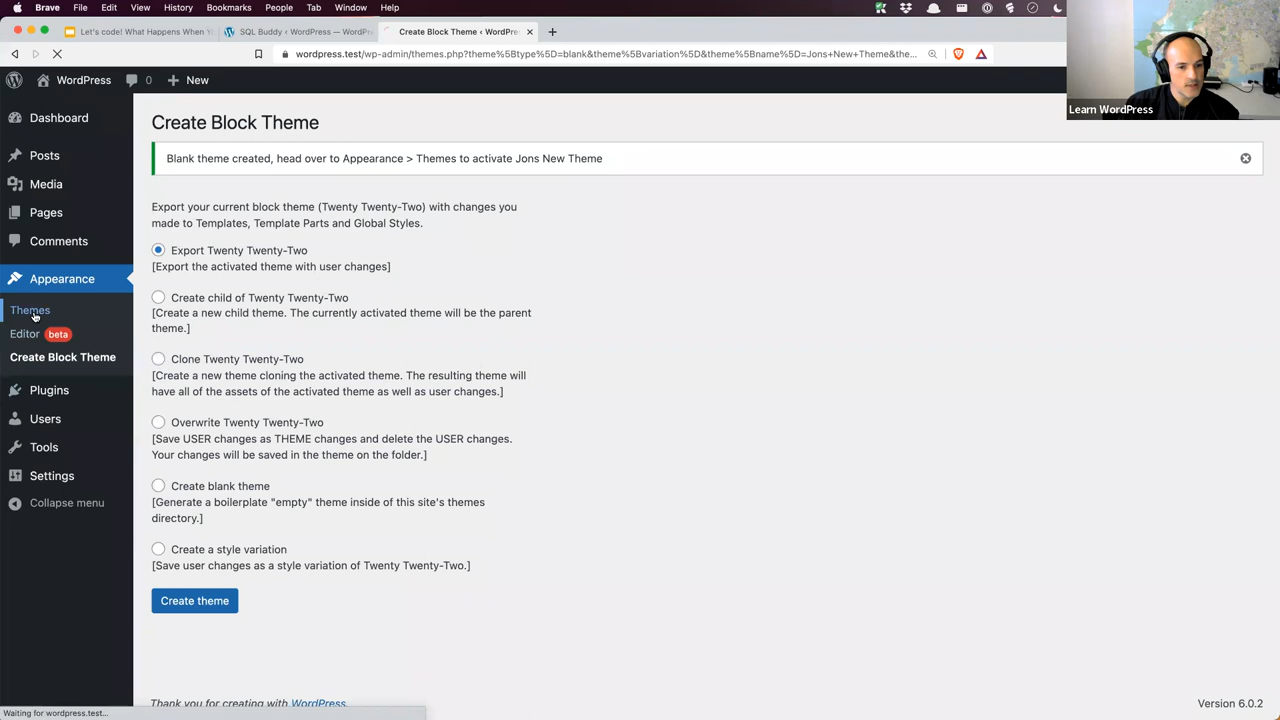 Brave File Edit View History Bookmarks People Tab Window Help
Let's code! What Happens When Y
SQL Buddy ‹ WordPress — WordPr
Create Block Theme ‹ WordPre
wordpress.test/wp-admin/themes.php?theme%5Btype%5D=blank&theme%5Bvariation%5D&theme%5Bname%5D=Jons+New+Theme&the...
WordPress 0 New
Learn WordPress
Dashboard
Posts
Media
Pages
Comments
Appearance
Themes
Editor beta
Create Block Theme
Plugins
Users
Tools
Settings
Collapse menu
Create Block Theme
Blank theme created, head over to Appearance > Themes to activate Jons New Theme
Export your current block theme (Twenty Twenty-Two) with changes you
made to Templates, Template Parts and Global Styles.
Export Twenty Twenty-Two
[Export the activated theme with user changes]
Create child of Twenty Twenty-Two
[Create a new child theme. The currently activated theme will be the parent
theme.]
Clone Twenty Twenty-Two
[Create a new theme cloning the activated theme. The resulting theme will
have all of the assets of the activated theme as well as user changes.]
Overwrite Twenty Twenty-Two
[Save USER changes as THEME changes and delete the USER changes.
Your changes will be saved in the theme on the folder.]
Create blank theme
[Generate a boilerplate "empty" theme inside of this site's themes
directory.]
Create a style variation
[Save user changes as a style variation of Twenty Twenty-Two.]
Create theme
Thank you for creating with WordPress.
Version 6.0.2
Waiting for wordpress.test...